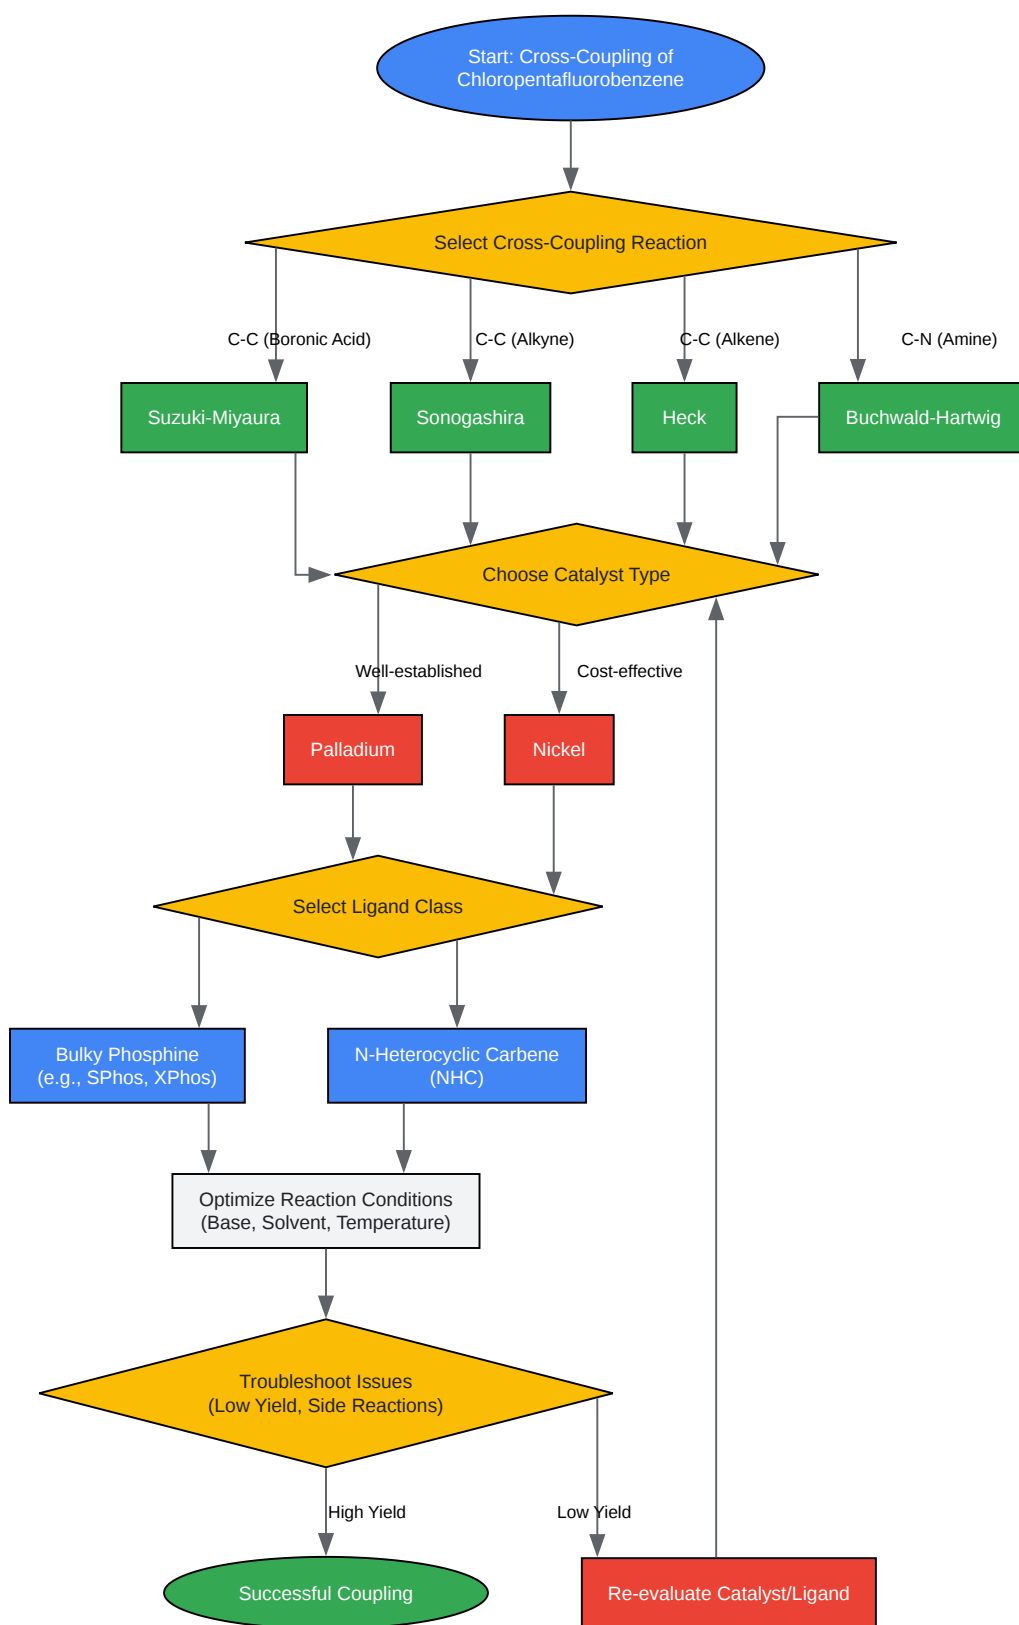 Start: Cross-Coupling of
Chloropentafluorobenzene
Select Cross-Coupling Reaction
C-C (Boronic Acid)
C-C (Alkyne)
C-C (Alkene)
C-N (Amine)
Suzuki-Miyaura
Sonogashira
Heck
Buchwald-Hartwig
Choose Catalyst Type
Well-established
Cost-effective
Palladium
Nickel
Select Ligand Class
Bulky Phosphine
(e.g., SPhos, XPhos)
N-Heterocyclic Carbene
(NHC)
Optimize Reaction Conditions
(Base, Solvent, Temperature)
Troubleshoot Issues
(Low Yield, Side Reactions)
High Yield
Low Yield
Successful Coupling
Re-evaluate Catalyst/Ligand